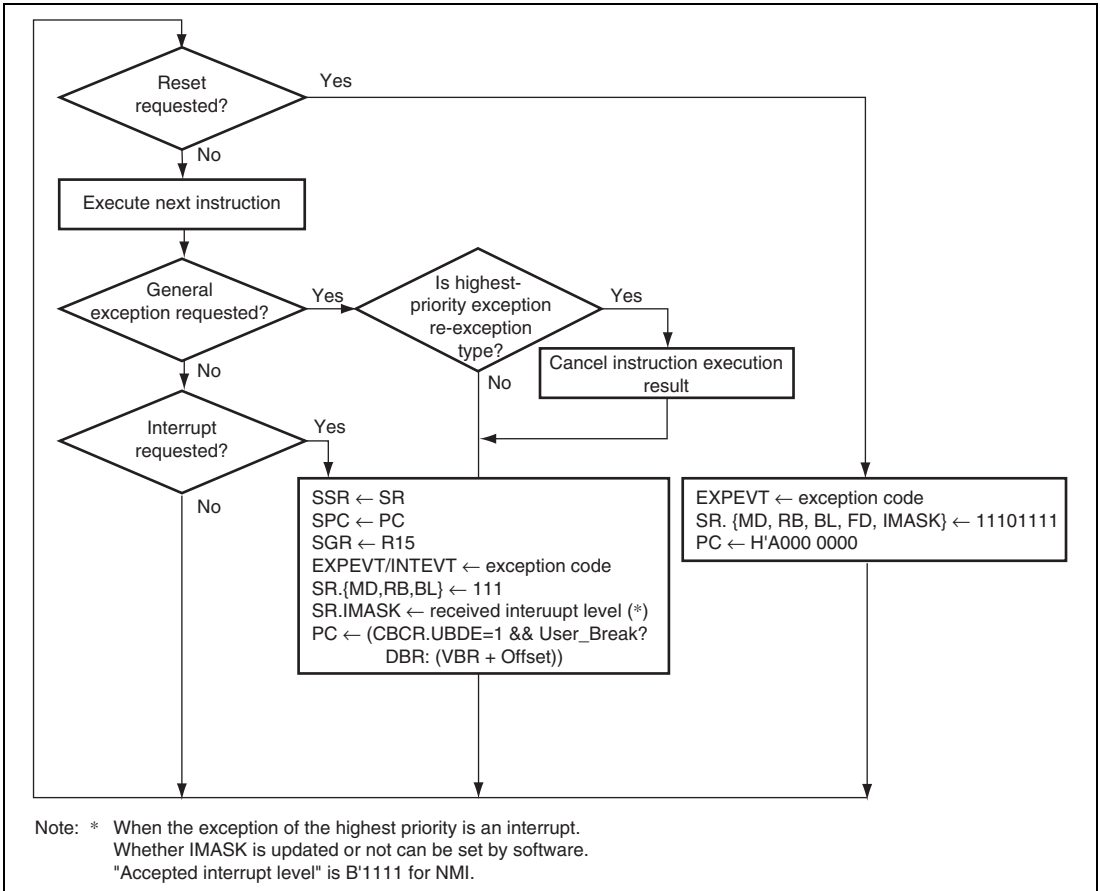 Reset
requested?
Yes
No
Execute next instruction
General
exception requested?
Yes
Is highest-
priority exception
re-exception
type?
Yes
Cancel instruction execution
result
No
No
Interrupt
requested?
Yes
No
SSR ← SR
SPC ← PC
SGR ← R15
EXPEVT/INTEVT ← exception code
SR.{MD,RB,BL} ← 111
SR.IMASK ← received interuupt level (*)
PC ← (CBCR.UBDE=1 && User_Break?
DBR: (VBR + Offset))
EXPEVT ← exception code
SR. {MD, RB, BL, FD, IMASK} ← 11101111
PC ← H'A000 0000
Note: * When the exception of the highest priority is an interrupt.
Whether IMASK is updated or not can be set by software.
"Accepted interrupt level" is B'1111 for NMI.